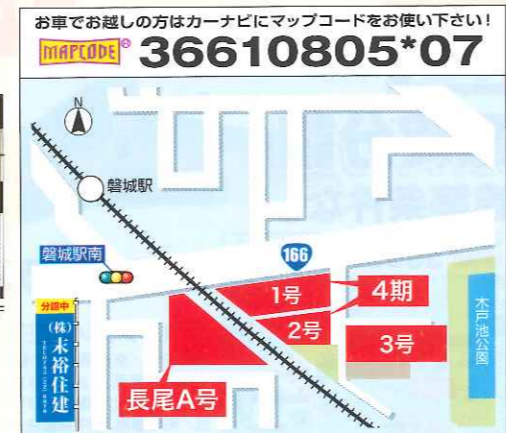 お車でお越しの方はカーナビにマップコードをお使い下さい！
MAPCODE® 36610805*07
N
磐城駅
磐城駅南
166
1号
4期
2号
3号
長尾A号
木戸池公園
分譲中
(株)末裕住建